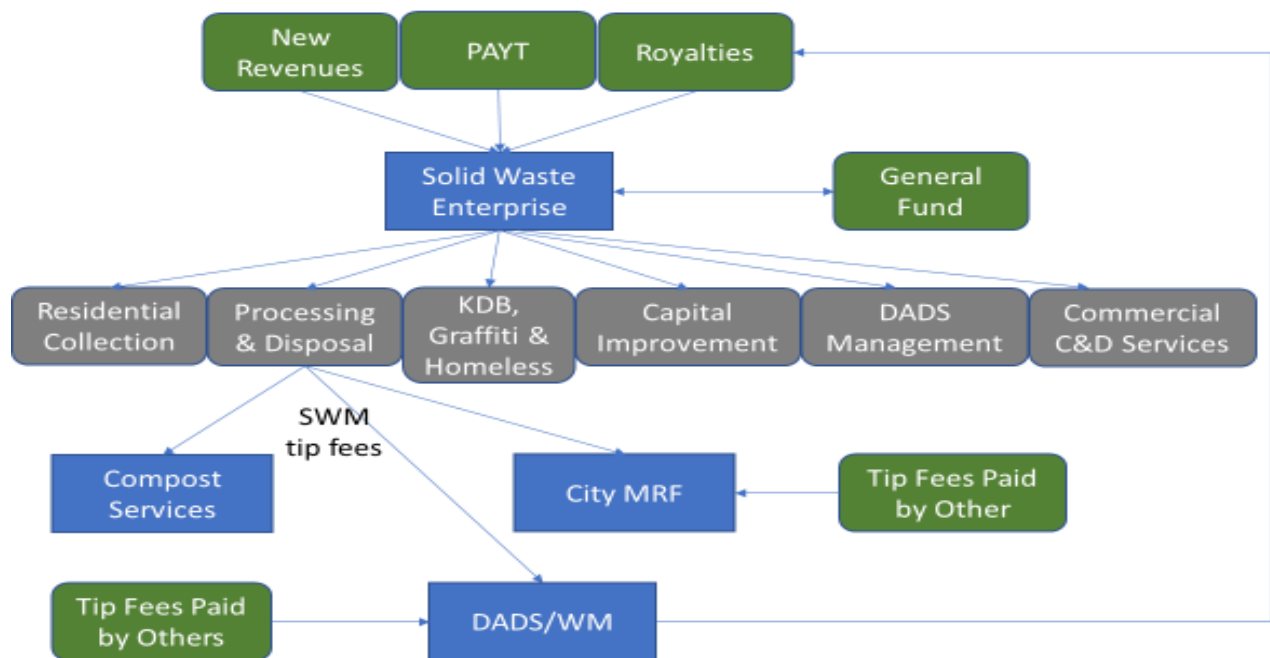 New
Revenues
PAYT
Royalties
Solid Waste
Enterprise
General
Fund
Residential
Collection
Processing
& Disposal
KDB,
Graffiti &
Homeless
Capital
Improvement
DADS
Management
Commercial
C&D Services
SWM
tip fees
Compost
Services
City MRF
Tip Fees Paid
by Other
Tip Fees Paid
by Others
DADS/WM